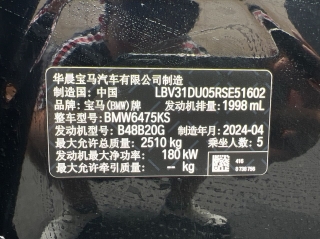 华晨宝马汽车有限公司制造
制造国: 中国 LBV31DU05RSE51602
品牌: 宝马(BMW)牌 发动机排量: 1998 mL
整车型号: BMW6475KS
发动机型号: B48B20G 制造年月: 2024-04
最大允许总质量: 2510 kg 乘坐人数: 5
发动机最大净功率: 180 kW
最大允许牵引质量: -- kg
416